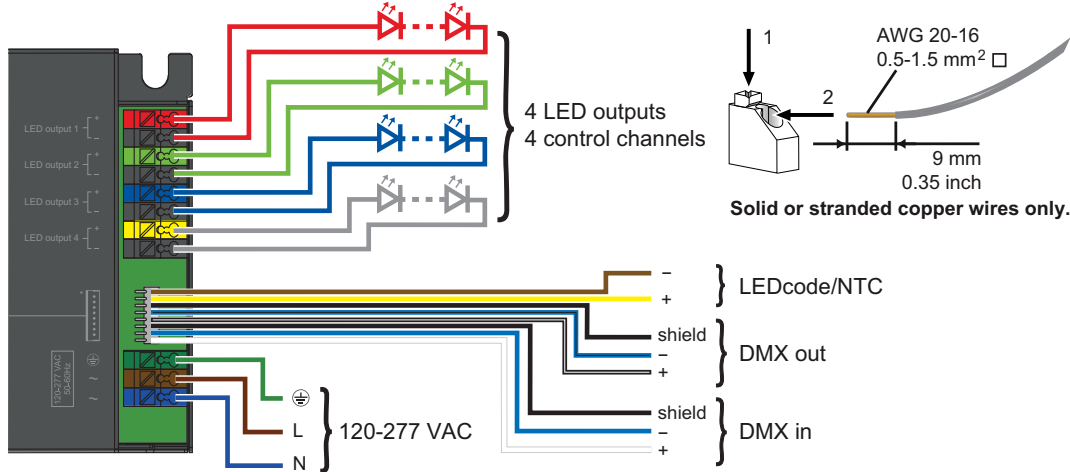 LED output 1
+
−
LED output 2
+
−
LED output 3
+
−
LED output 4
+
−
120-277 VAC
50-60Hz
~
~
4 LED outputs
4 control channels
1
2
AWG 20-16
0.5-1.5 mm² □
9 mm
0.35 inch
Solid or stranded copper wires only.
−
+
LEDcode/NTC
shield
−
+
DMX out
shield
−
+
DMX in
L
N
120-277 VAC